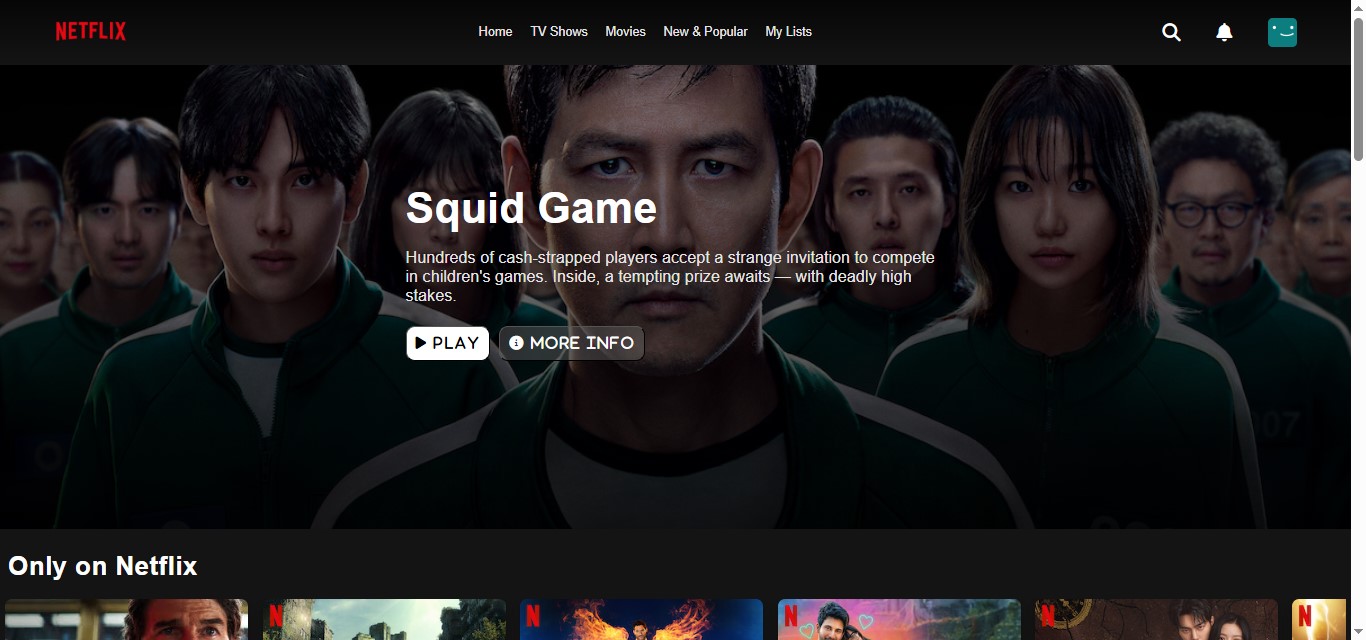 NETFLIX
Home TV Shows Movies New & Popular My Lists
Squid Game
Hundreds of cash-strapped players accept a strange invitation to compete
in children's games. Inside, a tempting prize awaits — with deadly high
stakes.
PLAY MORE INFO
07
Only on Netflix
N N N N N